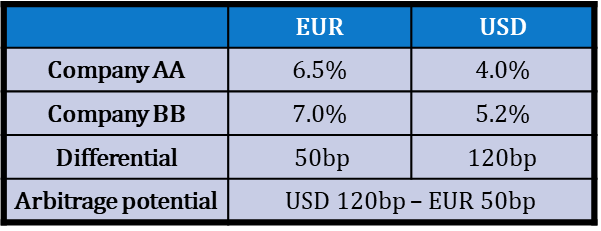 EUR USD
Company AA 6.5% 4.0%
Company BB 7.0% 5.2%
Differential 50bp 120bp
Arbitrage potential USD 120bp – EUR 50bp